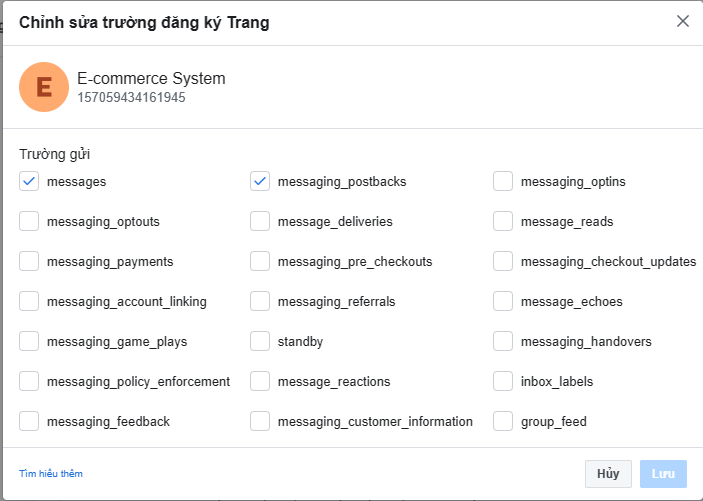 Chỉnh sửa trường đăng ký Trang
E
E-commerce System
157059434161945
Trường gửi
messages messaging_postbacks messaging_optins
messaging_optouts message_deliveries message_reads
messaging_payments messaging_pre_checkouts messaging_checkout_updates
messaging_account_linking messaging_referrals message_echoes
messaging_game_plays standby messaging_handovers
messaging_policy_enforcement message_reactions inbox_labels
messaging_feedback messaging_customer_information group_feed
Tìm hiểu thêm Hủy Lưu